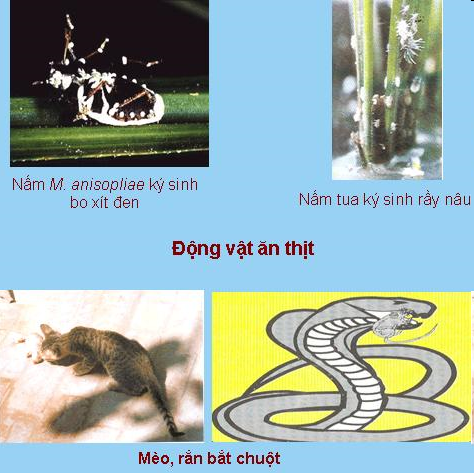 Nấm M. anisopliae ký sinh
bo xít đen
Nấm tua ký sinh rầy nâu
Động vật ăn thịt
Mèo, rắn bắt chuột